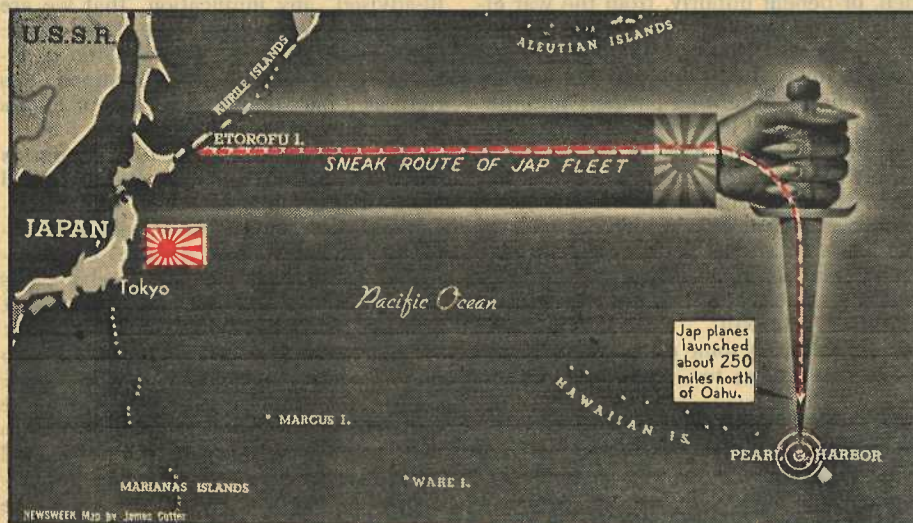 U.S.S.R.
ALEUTIAN ISLANDS
KURILE ISLANDS
ETOROFU I.
SNEAK ROUTE OF JAP FLEET
JAPAN
Tokyo
Pacific Ocean
Jap planes
launched
about 250
miles north
of Oahu.
HAWAIIAN IS.
MARCUS I.
PEARL HARBOR
MARIANAS ISLANDS
WAKE I.
NEWSWEEK Map by James Cutter